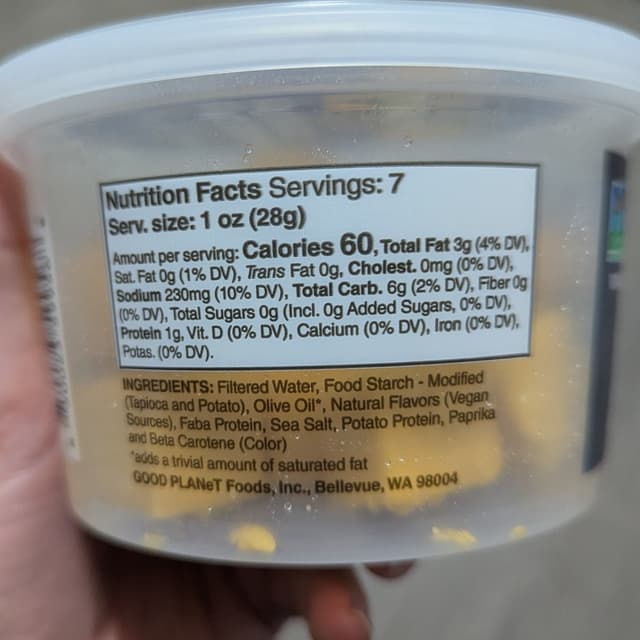 Nutrition Facts Servings: 7
Serv. size: 1 oz (28g)
Amount per serving: Calories 60, Total Fat 3g (4% DV),
Sat. Fat 0g (1% DV), Trans Fat 0g, Cholest. 0mg (0% DV),
Sodium 230mg (10% DV), Total Carb. 6g (2% DV), Fiber 0g
(0% DV), Total Sugars 0g (Incl. 0g Added Sugars, 0% DV),
Protein 1g, Vit. D (0% DV), Calcium (0% DV), Iron (0% DV),
Potas. (0% DV).
INGREDIENTS: Filtered Water, Food Starch - Modified
(Tapioca and Potato), Olive Oil*, Natural Flavors (Vegan
Sources), Faba Protein, Sea Salt, Potato Protein, Paprika
and Beta Carotene (Color)
*adds a trivial amount of saturated fat
GOOD PLANeT Foods, Inc., Bellevue, WA 98004